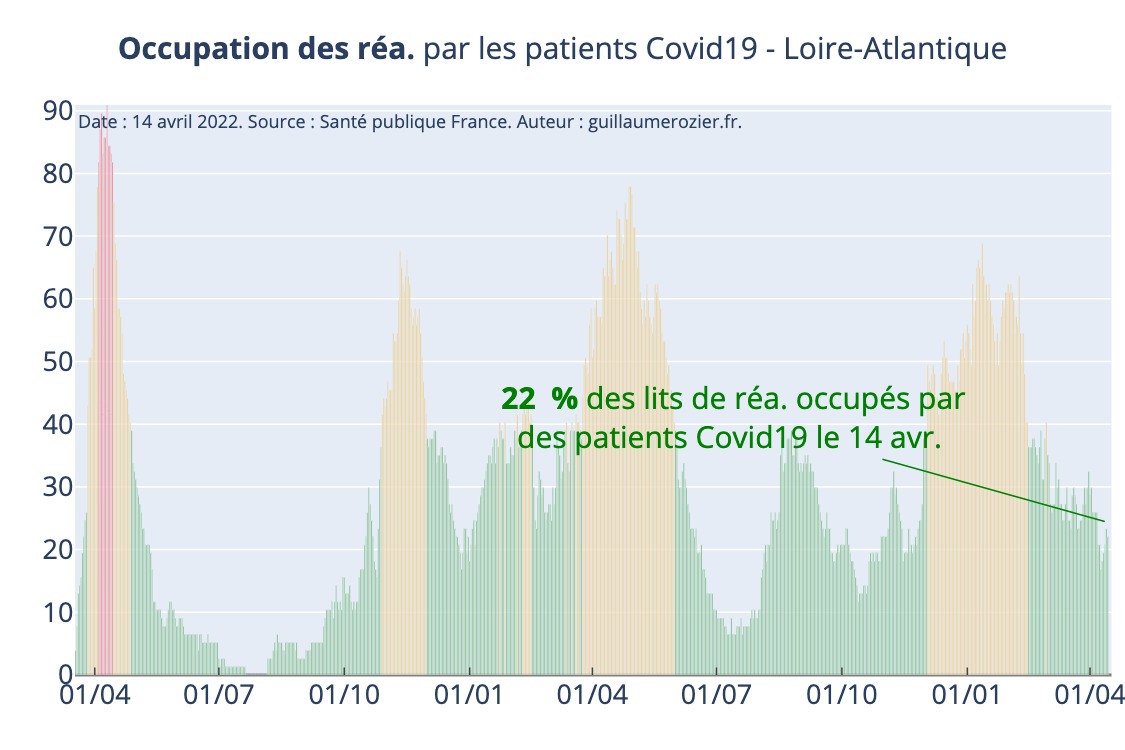 Occupation des réa. par les patients Covid19 - Loire-Atlantique
90
Date : 14 avril 2022. Source : Santé publique France. Auteur : guillaumerozier.fr.
80
70
60
50
22 % des lits de réa. occupés par
des patients Covid19 le 14 avr.
40
30
20
10
0
01/04 01/07 01/10 01/01 01/04 01/07 01/10 01/01 01/04